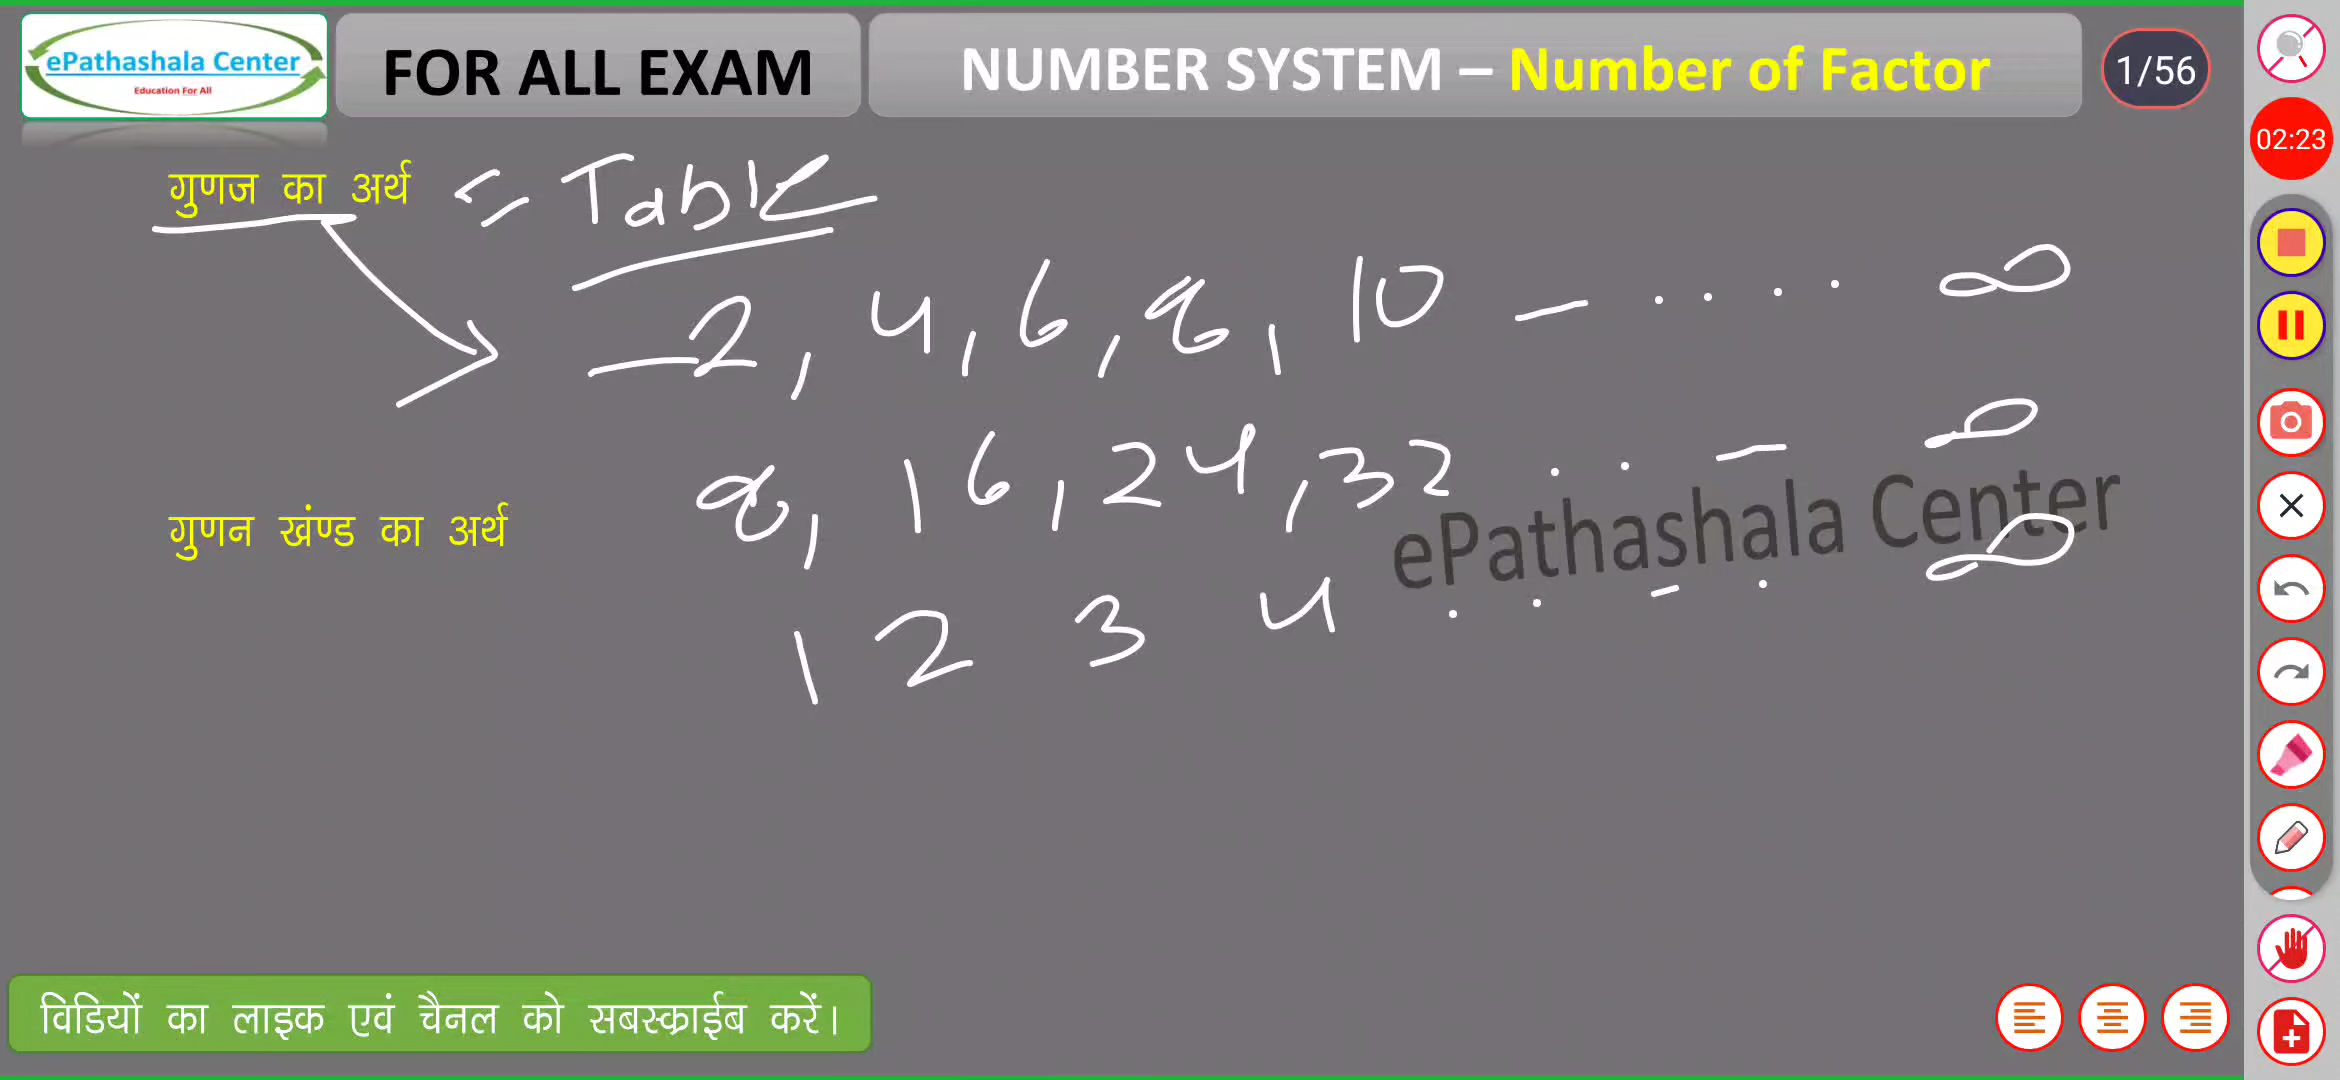 ePathashala Center
Education For All
FOR ALL EXAM
NUMBER SYSTEM – Number of Factor
1/56
02:23
गुणज का अर्थ = Table
2, 4, 6, 8, 10 - .... ∞
8, 16, 24, 32 .. - ∞
गुणन खंण्ड का अर्थ
ePathashala Center
1 2 3 4 .. - . ∞
विडियों का लाइक एवं चैनल को सबस्क्राईब करें।